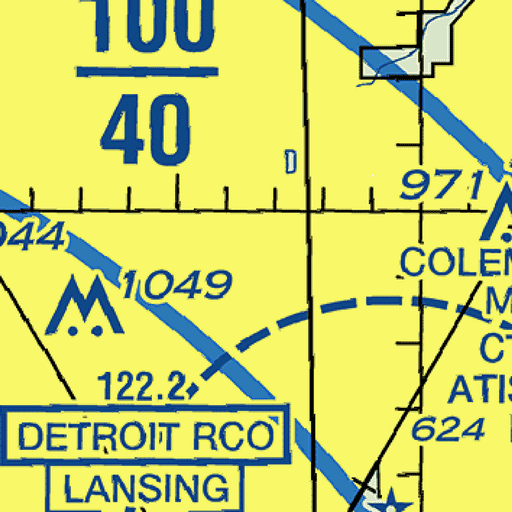 100
40
971
044
1049
COLEM
M
CT
122.2
ATIS
DETROIT RCO
624
LANSING